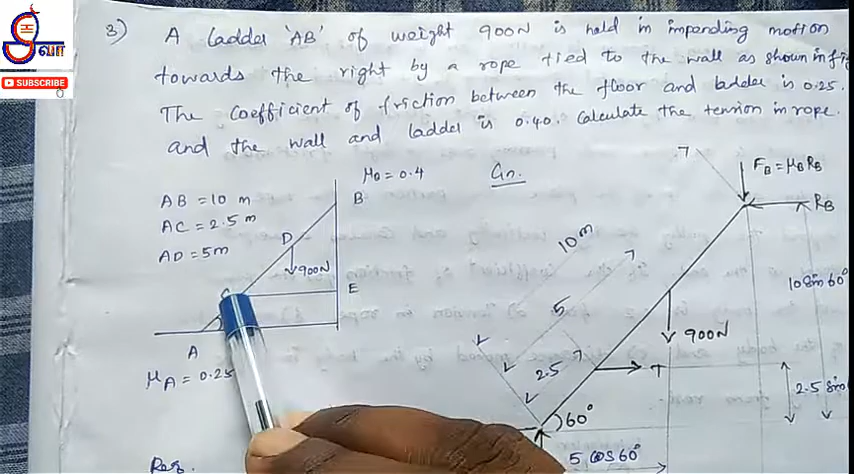 லவா
SUBSCRIBE
3) A ladder 'AB' of weight 900N is held in impending motion
towards the right by a rope tied to the wall as shown in fi
The coefficient of friction between the floor and ladder is 0.25.
and the wall and ladder is 0.40. Calculate the tension in rope.
AB = 10 m
AC = 2.5 m
AD = 5m
μB = 0.4
B
D
900N
C
E
A
μA = 0.25
Req.
Gn.
FB = μB RB
RB
10m
5
2.5
900N
T
60°
5 cos 60°
10 sin 60°
2.5 sin